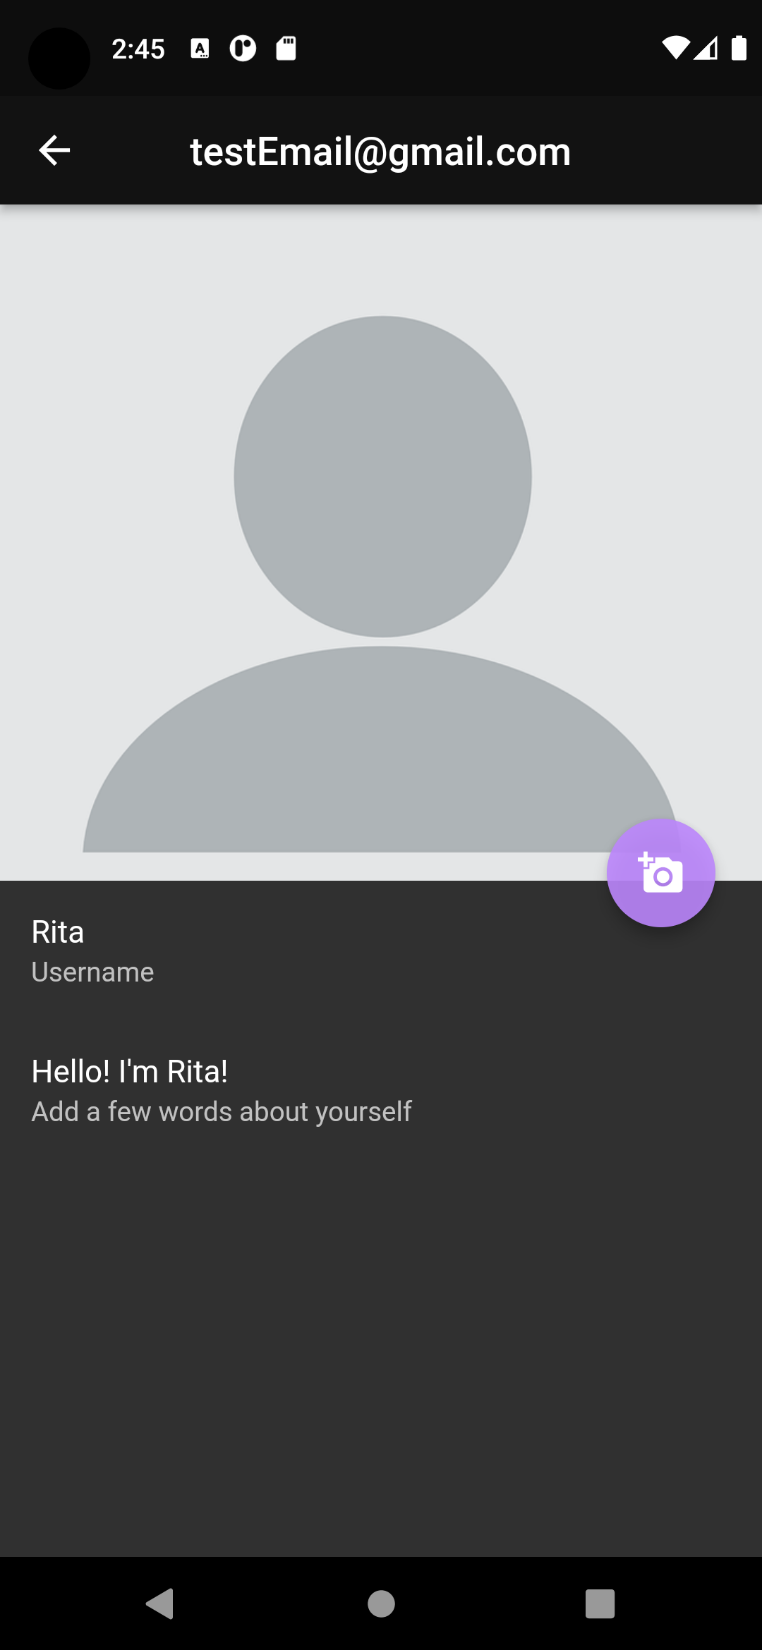 2:45
testEmail@gmail.com
Rita
Username
Hello! I'm Rita!
Add a few words about yourself